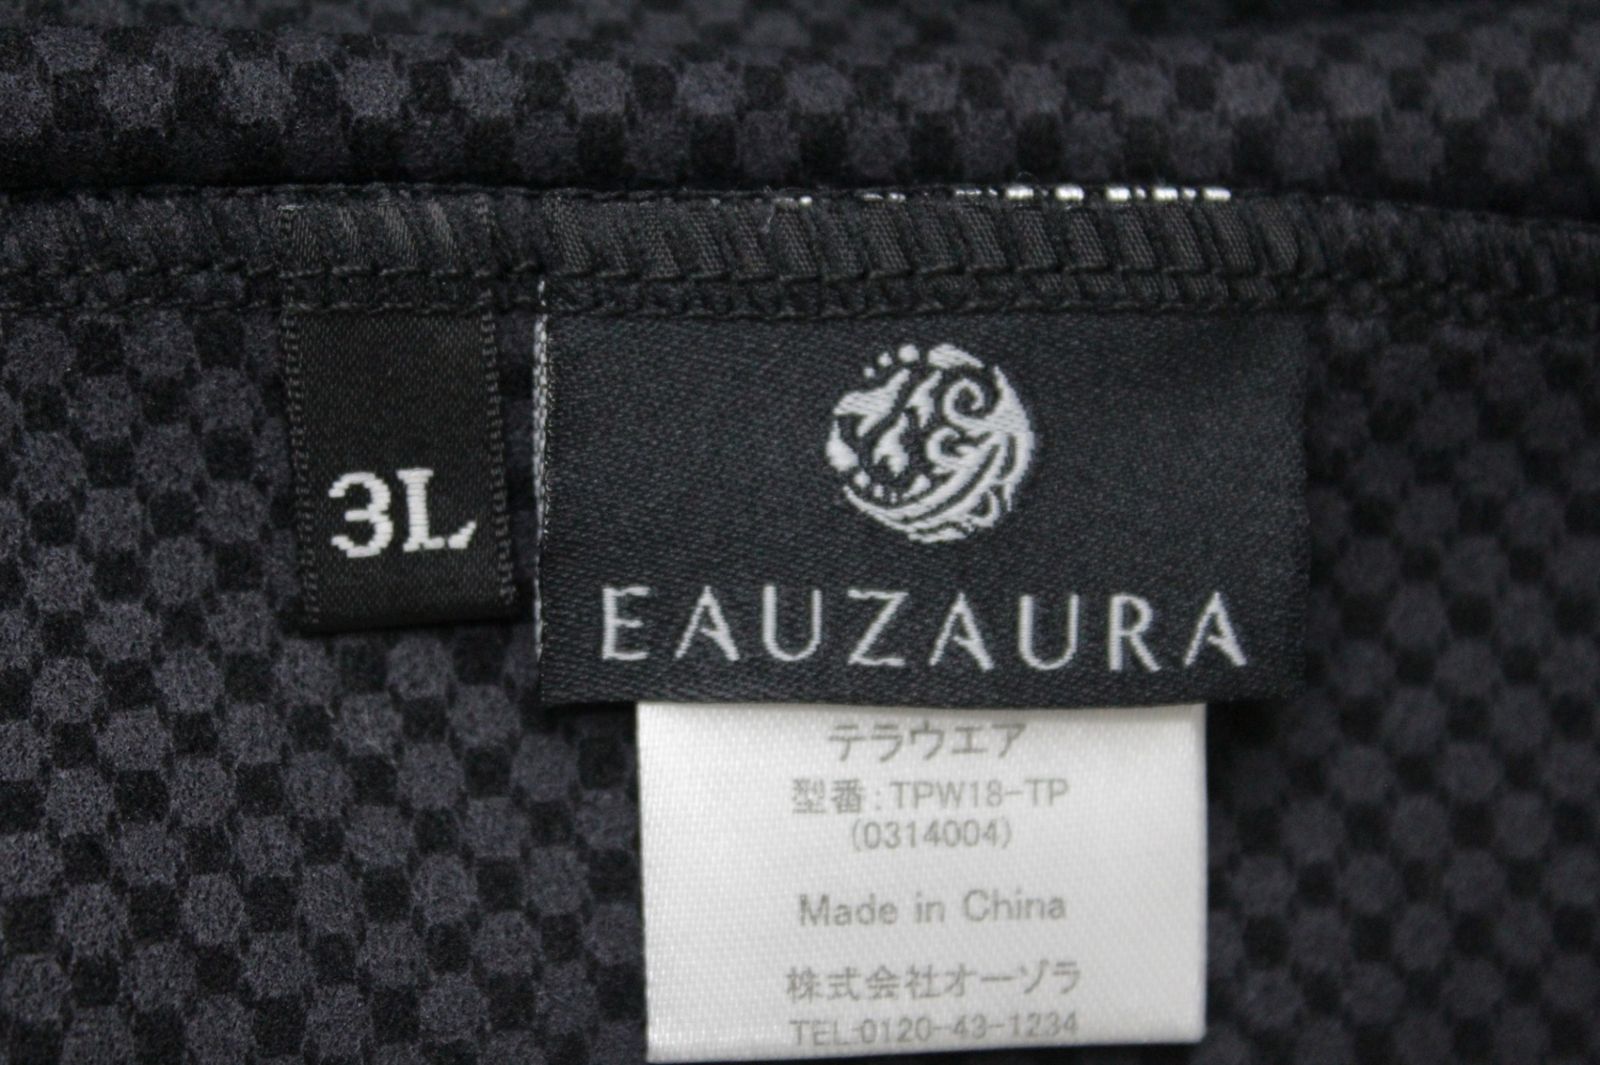 3L
EAUZAURA
テラウエア
型番:TPW18-TP
(0314004)
Made in China
株式会社オーゾラ
TEL:0120-43-1234